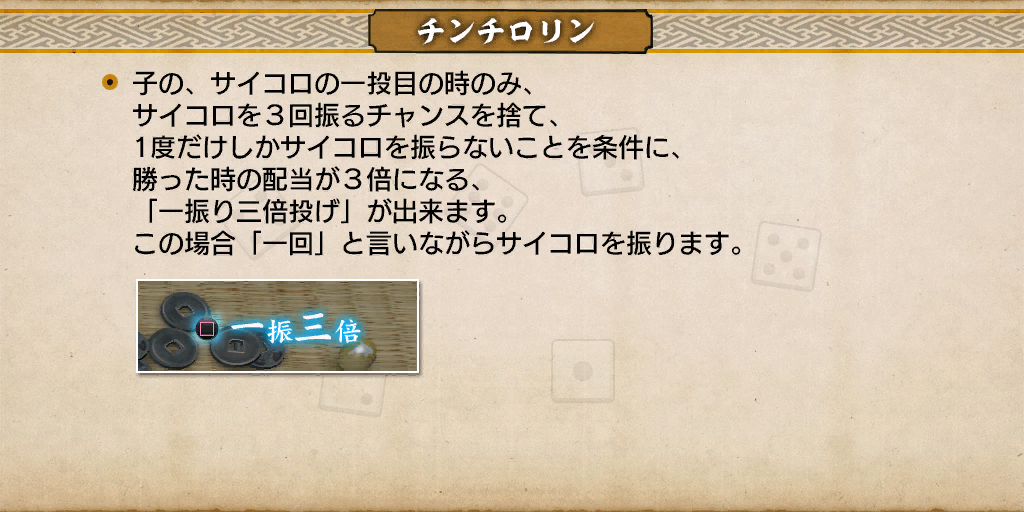 チンチロリン
子の、サイコロの一投目の時のみ、
サイコロを３回振るチャンスを捨て、
1度だけしかサイコロを振らないことを条件に、
勝った時の配当が３倍になる、
「一振り三倍投げ」が出来ます。
この場合「一回」と言いながらサイコロを振ります。
一振三倍